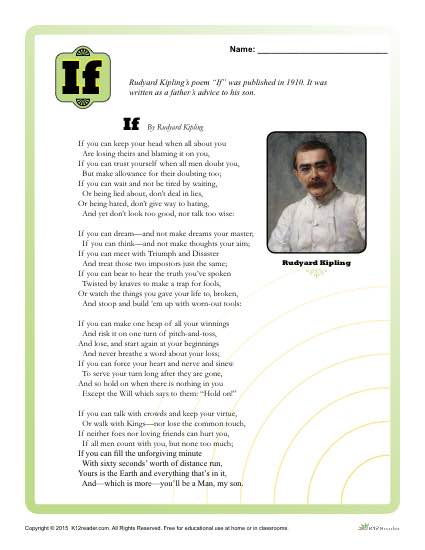 Name:
If
Rudyard Kipling's poem "If" was published in 1910. It was
written as a father's advice to his son.
If By Rudyard Kipling
If you can keep your head when all about you
Are losing theirs and blaming it on you,
If you can trust yourself when all men doubt you,
But make allowance for their doubting too;
If you can wait and not be tired by waiting,
Or being lied about, don't deal in lies,
Or being hated, don't give way to hating,
And yet don't look too good, nor talk too wise:
If you can dream—and not make dreams your master;
If you can think—and not make thoughts your aim;
If you can meet with Triumph and Disaster
And treat those two impostors just the same;
If you can bear to hear the truth you've spoken
Twisted by knaves to make a trap for fools,
Or watch the things you gave your life to, broken,
And stoop and build 'em up with worn-out tools:
If you can make one heap of all your winnings
And risk it on one turn of pitch-and-toss,
And lose, and start again at your beginnings
And never breathe a word about your loss;
If you can force your heart and nerve and sinew
To serve your turn long after they are gone,
And so hold on when there is nothing in you
Except the Will which says to them: "Hold on!"
If you can talk with crowds and keep your virtue,
Or walk with Kings—nor lose the common touch,
If neither foes nor loving friends can hurt you,
If all men count with you, but none too much;
If you can fill the unforgiving minute
With sixty seconds' worth of distance run,
Yours is the Earth and everything that's in it,
And—which is more—you'll be a Man, my son.
Rudyard Kipling
Copyright © 2015 K12reader.com. All Rights Reserved. Free for educational use at home or in classrooms.
K12READER